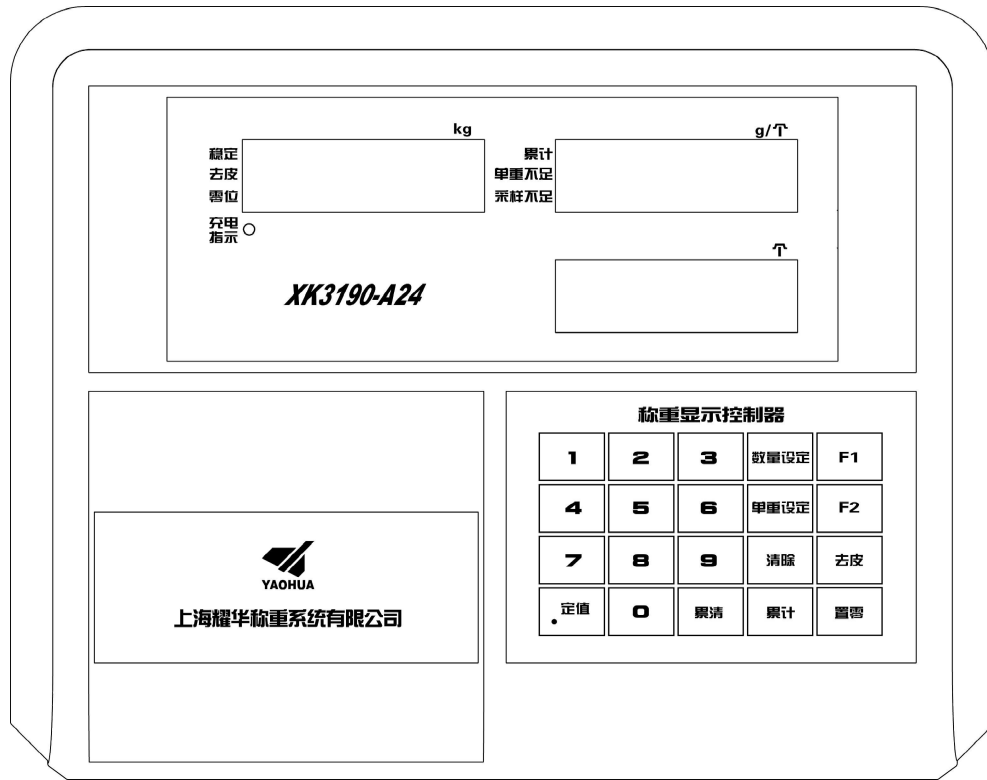 kg
g/个
稳定
去皮
零位
累计
单重不足
采样不足
充电
指示
个
XK3190-A24
称重显示控制器
1 2 3 数量设定 F1
4 5 6 单重设定 F2
7 8 9 清除 去皮
.定值 0 累清 累计 置零
YAOHUA
上海耀华称重系统有限公司